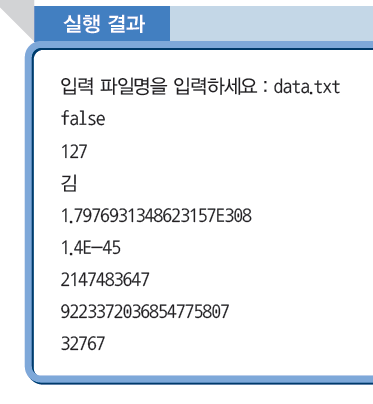 실행 결과
입력 파일명을 입력하세요 : data.txt
false
127
김
1.7976931348623157E308
1.4E-45
2147483647
9223372036854775807
32767